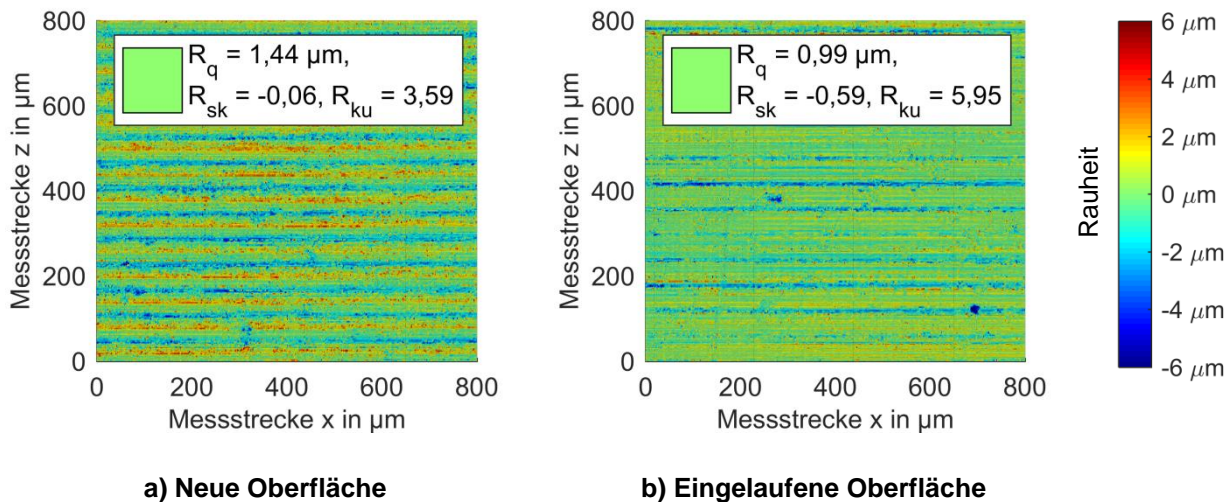 800
600
400
200
0
Messstrecke z in µm
R_q = 1,44 µm,
R_sk = -0,06, R_ku = 3,59
0 200 400 600 800
Messstrecke x in µm
a) Neue Oberfläche
800
600
400
200
0
Messstrecke z in µm
R_q = 0,99 µm,
R_sk = -0,59, R_ku = 5,95
0 200 400 600 800
Messstrecke x in µm
b) Eingelaufene Oberfläche
Rauheit
6 µm
4 µm
2 µm
0 µm
-2 µm
-4 µm
-6 µm